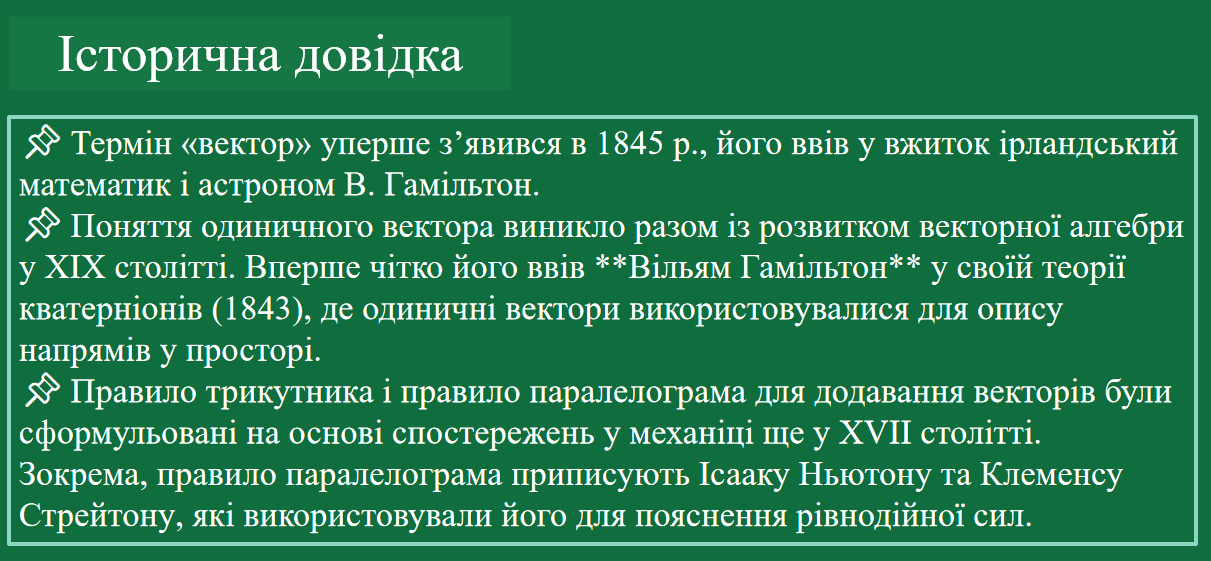 Історична довідка
📌 Термін «вектор» уперше з’явився в 1845 р., його ввів у вжиток ірландський
математик і астроном В. Гамільтон.
📌 Поняття одиничного вектора виникло разом із розвитком векторної алгебри
у XIX столітті. Вперше чітко його ввів **Вільям Гамільтон** у своїй теорії
кватерніонів (1843), де одиничні вектори використовувалися для опису
напрямів у просторі.
📌 Правило трикутника і правило паралелограма для додавання векторів були
сформульовані на основі спостережень у механіці ще у XVII столітті.
Зокрема, правило паралелограма приписують Ісааку Ньютону та Клеменсу
Стрейтону, які використовували його для пояснення рівнодійної сил.